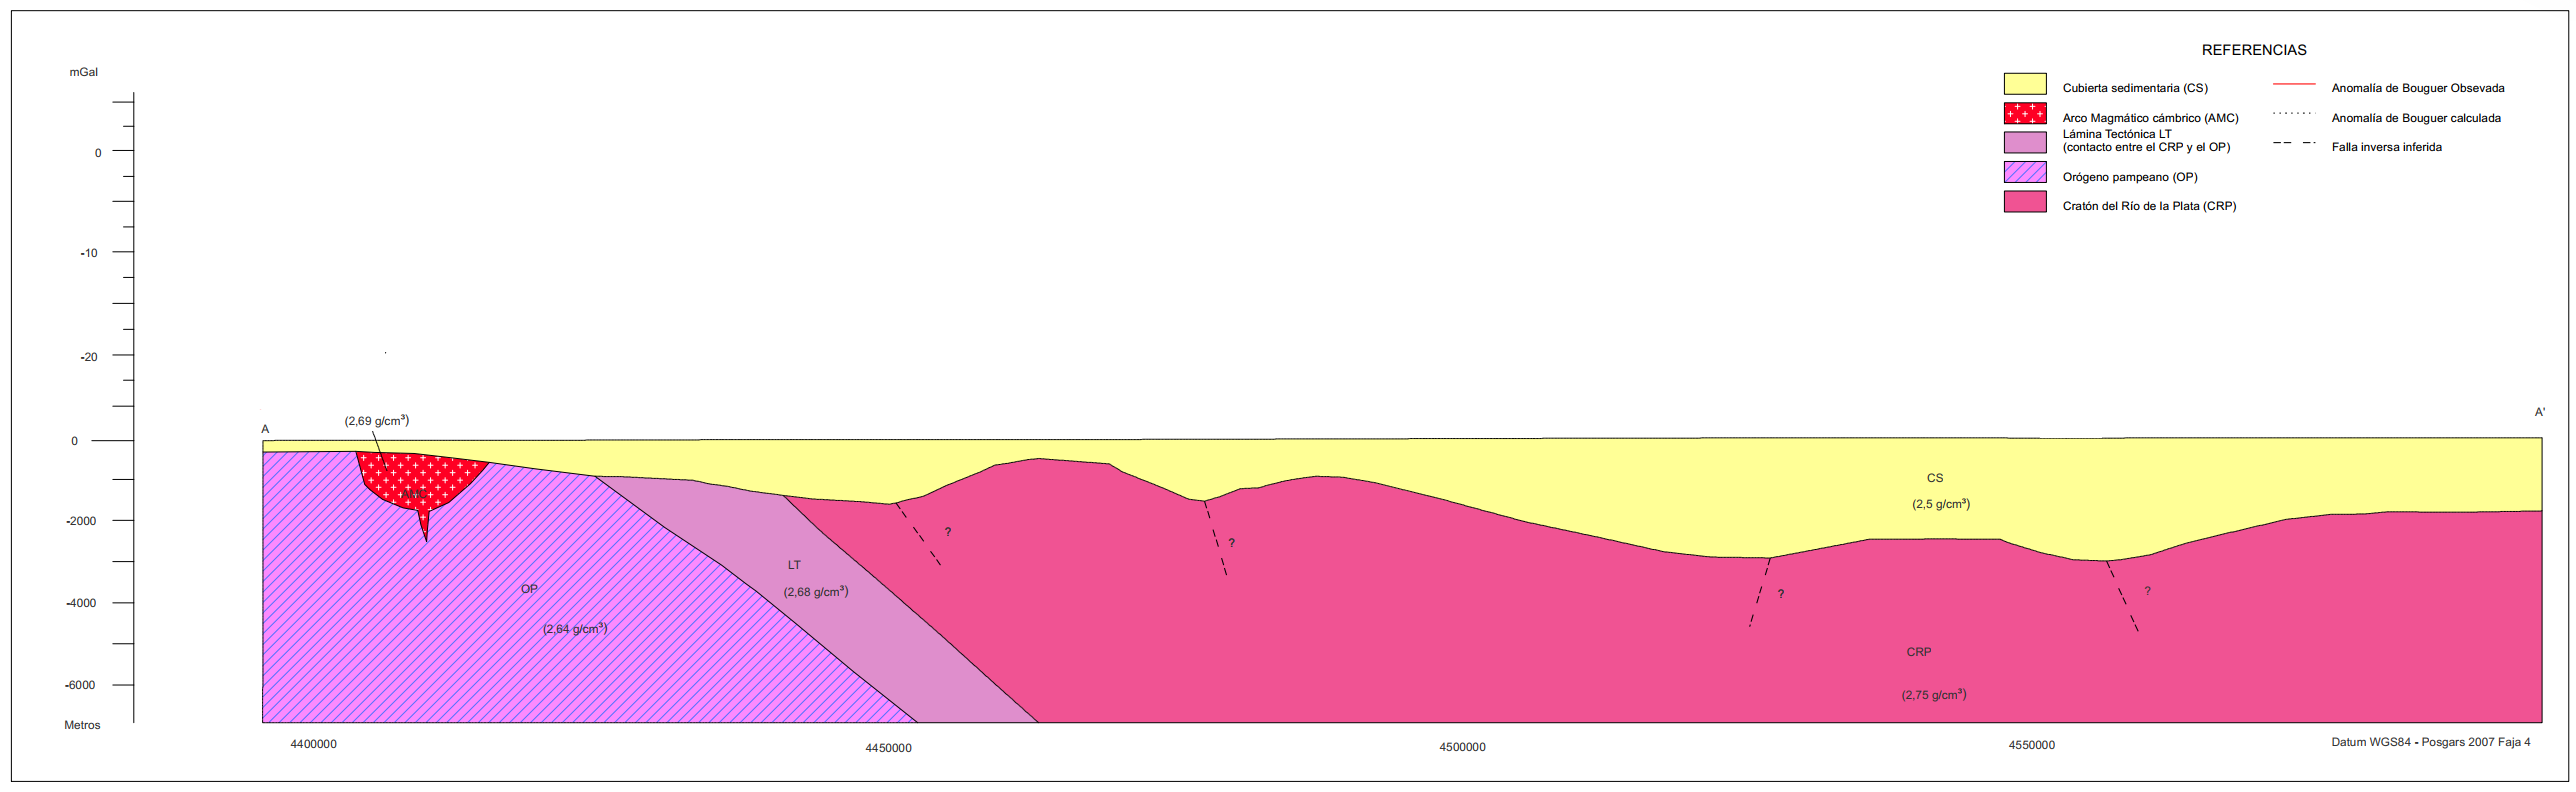 REFERENCIAS
mGal
Cubierta sedimentaria (CS)
Anomalía de Bouguer Obsevada
Arco Magmático cámbrico (AMC)
Anomalía de Bouguer calculada
Lámina Tectónica LT
(contacto entre el CRP y el OP)
Falla inversa inferida
Orógeno pampeano (OP)
Cratón del Río de la Plata (CRP)
0
-10
-20
A'
(2,69 g/cm³)
A
0
CS
AMC
(2,5 g/cm³)
-2000
?
?
LT
OP
(2,68 g/cm³)
?
?
-4000
(2,64 g/cm³)
CRP
-6000
(2,75 g/cm³)
Metros
4400000
4450000
4500000
4550000
Datum WGS84 - Posgars 2007 Faja 4